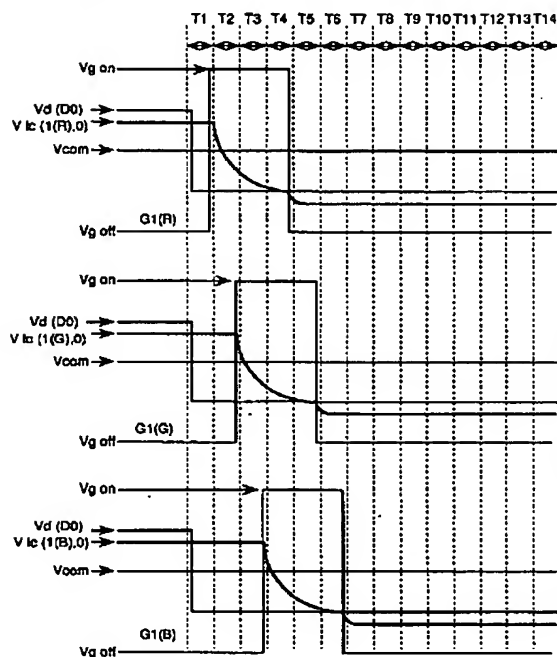 T1 T2 T3 T4 T5 T6 T7 T8 T9 T10 T11 T12 T13 T14
Vg on
Vd (D0)
V lc (1(R),0)
Vcom
Vg off
G1(R)
Vg on
Vd (D0)
V lc (1(G),0)
Vcom
Vg off
G1(G)
Vg on
Vd (D0)
V lc (1(B),0)
Vcom
Vg off
G1(B)